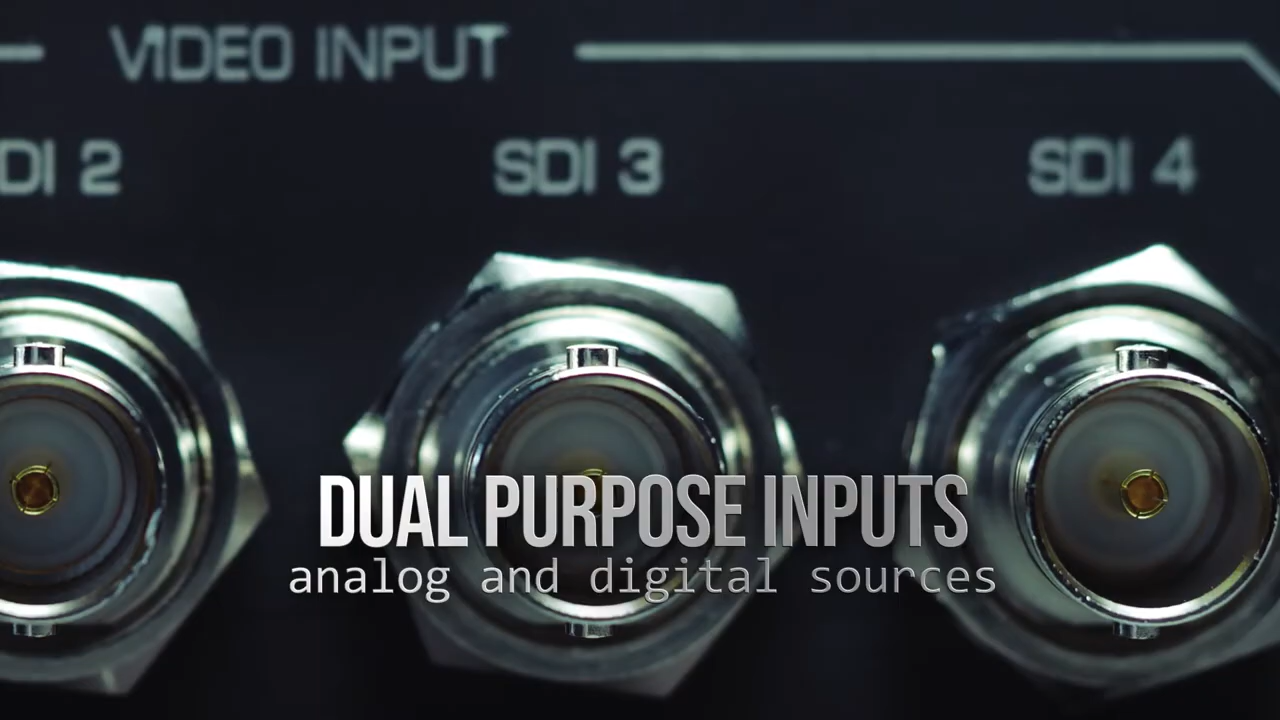 VIDEO INPUT
DI 2
SDI 3
SDI 4
DUAL PURPOSE INPUTS
analog and digital sources